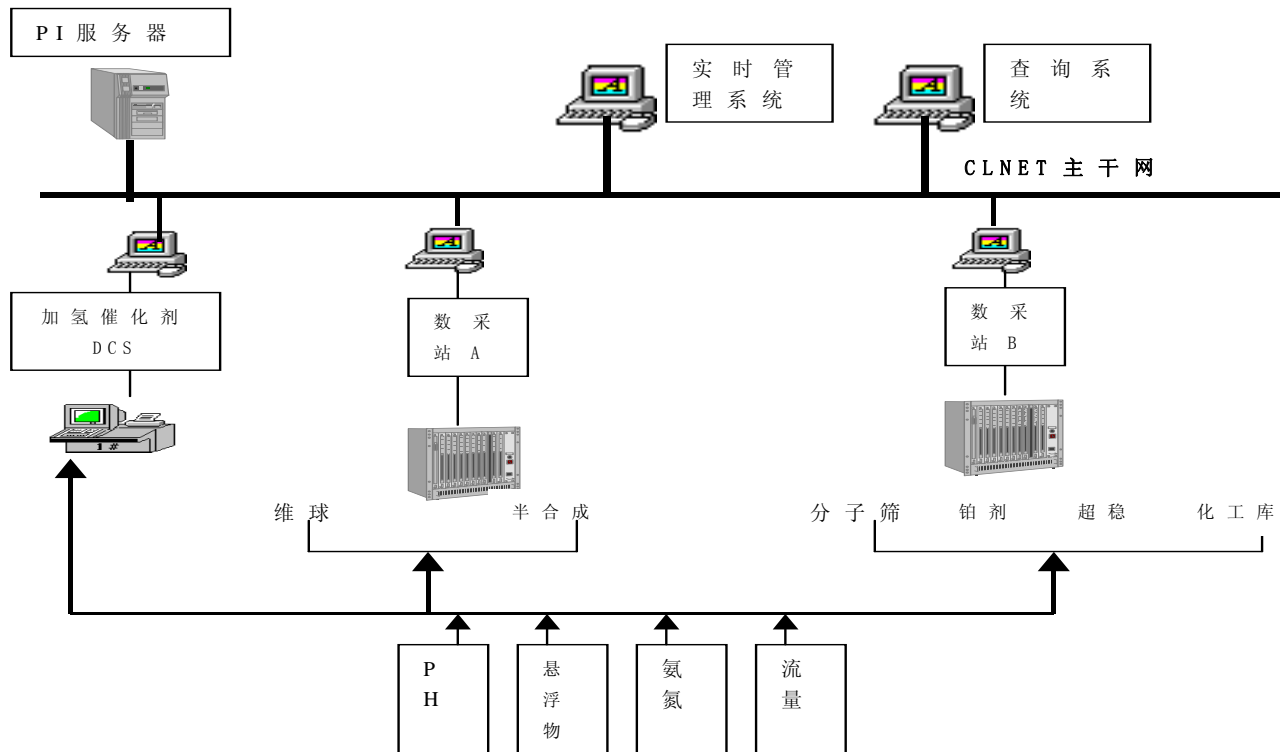 PI服务器
实时管
理系统
查询系
统
CLNET主干网
加氢催化剂
DCS
数采
站A
数采
站B
1#
维球
半合成
分子筛
铂剂
超稳
化工库
P
H
悬
浮
物
氨
氮
流
量